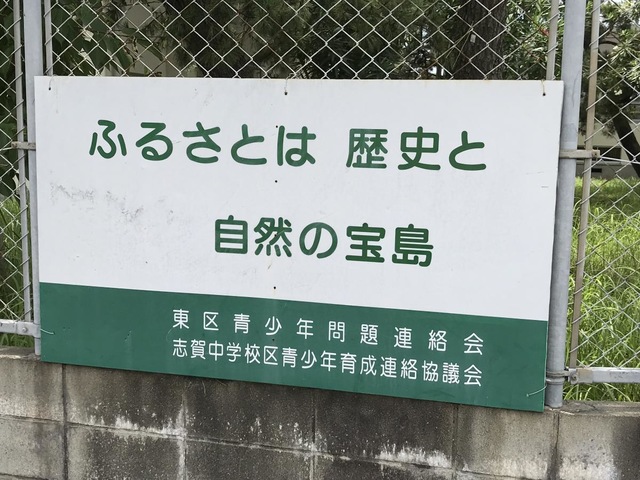 ふるさとは 歴史と
自然の宝島
東区青少年問題連絡会
志賀中学校区青少年育成連絡協議会